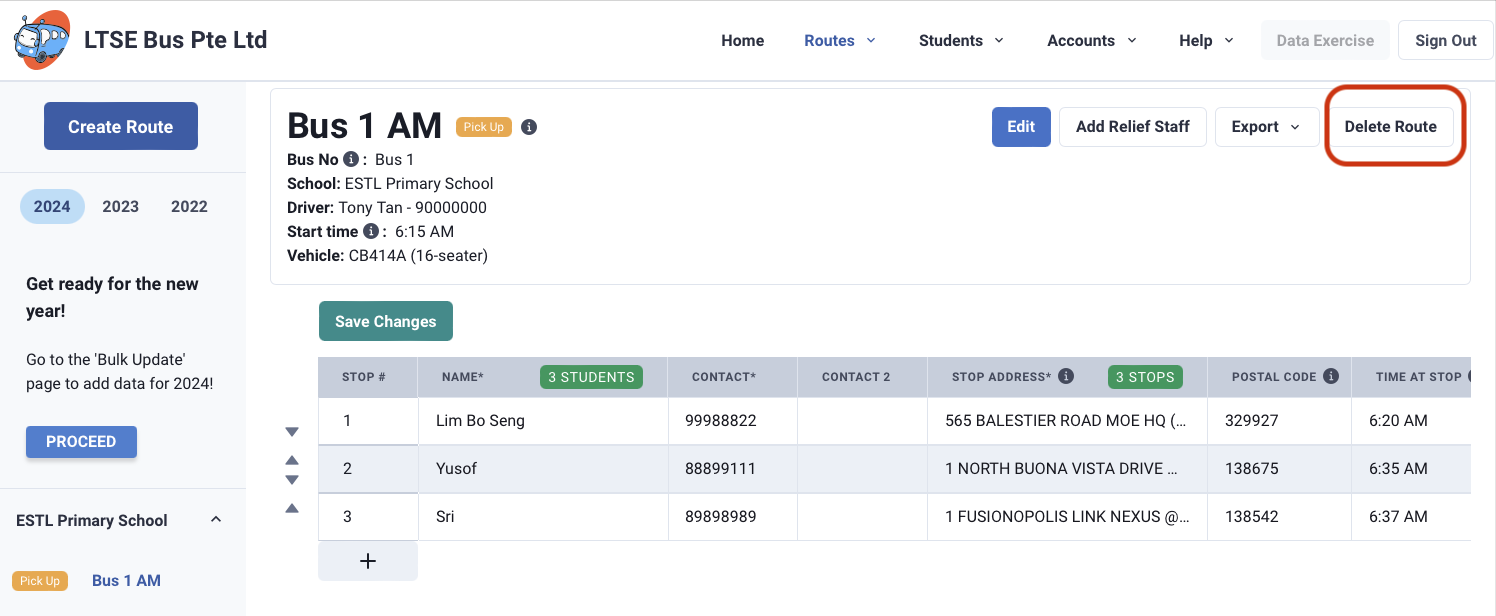 LTSE Bus Pte Ltd
Home Routes Students Accounts Help Data Exercise Sign Out
Create Route
2024 2023 2022
Get ready for the new
year!
Go to the 'Bulk Update'
page to add data for 2024!
PROCEED
ESTL Primary School
Pick Up Bus 1 AM
Bus 1 AM Pick Up
Edit Add Relief Staff Export Delete Route
Bus No : Bus 1
School: ESTL Primary School
Driver: Tony Tan - 90000000
Start time : 6:15 AM
Vehicle: CB414A (16-seater)
Save Changes
STOP # NAME* 3 STUDENTS CONTACT* CONTACT 2 STOP ADDRESS* 3 STOPS POSTAL CODE TIME AT STOP
1 Lim Bo Seng 99988822 565 BALESTIER ROAD MOE HQ (... 329927 6:20 AM
2 Yusof 88899111 1 NORTH BUONA VISTA DRIVE ... 138675 6:35 AM
3 Sri 89898989 1 FUSIONOPOLIS LINK NEXUS @... 138542 6:37 AM
+